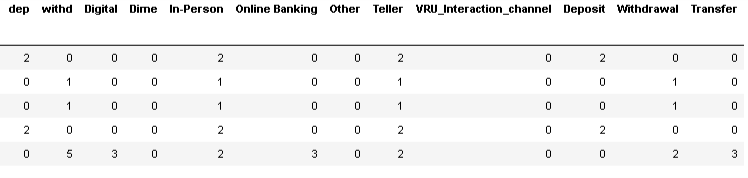 dep withd Digital Dime In-Person Online Banking Other Teller VRU_Interaction_channel Deposit Withdrawal Transfer
2 0 0 0 2 0 0 2 0 2 0 0
0 1 0 0 1 0 0 1 0 0 1 0
0 1 0 0 1 0 0 1 0 0 1 0
2 0 0 0 2 0 0 2 0 2 0 0
0 5 3 0 2 3 0 2 0 0 2 3